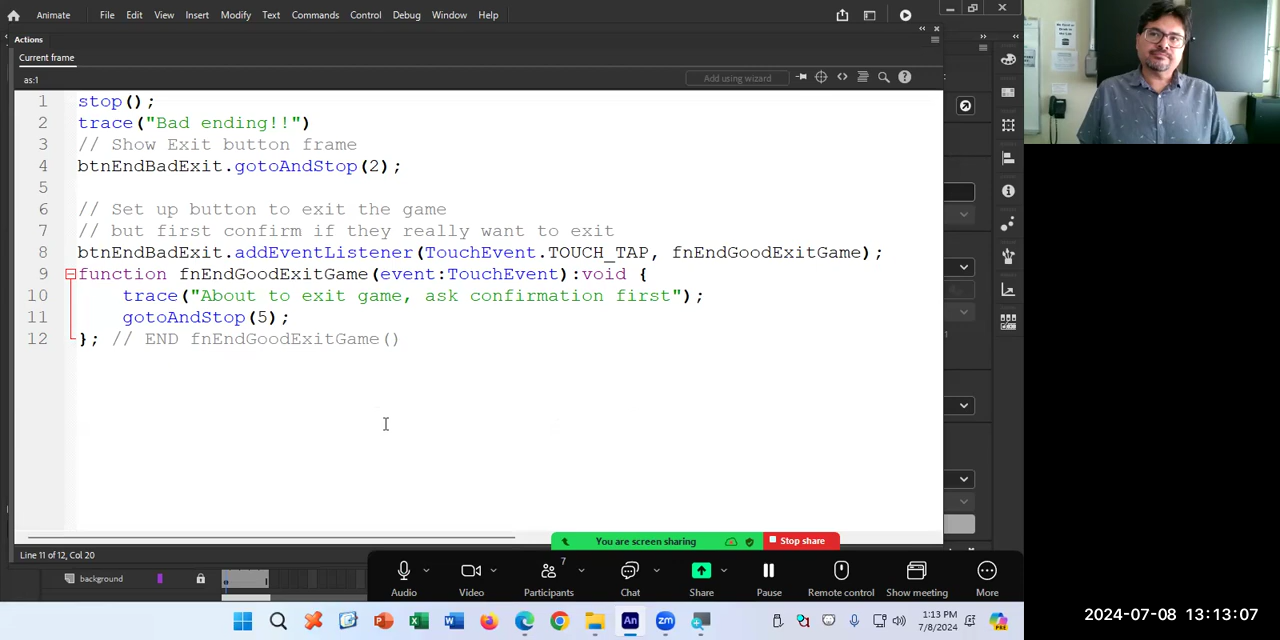 Animate File Edit View Insert Modify Text Commands Control Debug Window Help
Actions
Current frame
as:1
Add using wizard
1 stop();
2 trace("Bad ending!!")
3 // Show Exit button frame
4 btnEndBadExit.gotoAndStop(2);
5
6 // Set up button to exit the game
7 // but first confirm if they really want to exit
8 btnEndBadExit.addEventListener(TouchEvent.TOUCH_TAP, fnEndGoodExitGame);
9 function fnEndGoodExitGame(event:TouchEvent):void {
10 trace("About to exit game, ask confirmation first");
11 gotoAndStop(5);
12 }; // END fnEndGoodExitGame()
Line 11 of 12, Col 20
You are screen sharing Stop share
background
7
Audio Video Participants Chat Share Pause Remote control Show meeting More
1:13 PM
7/8/2024
2024-07-08 13:13:07